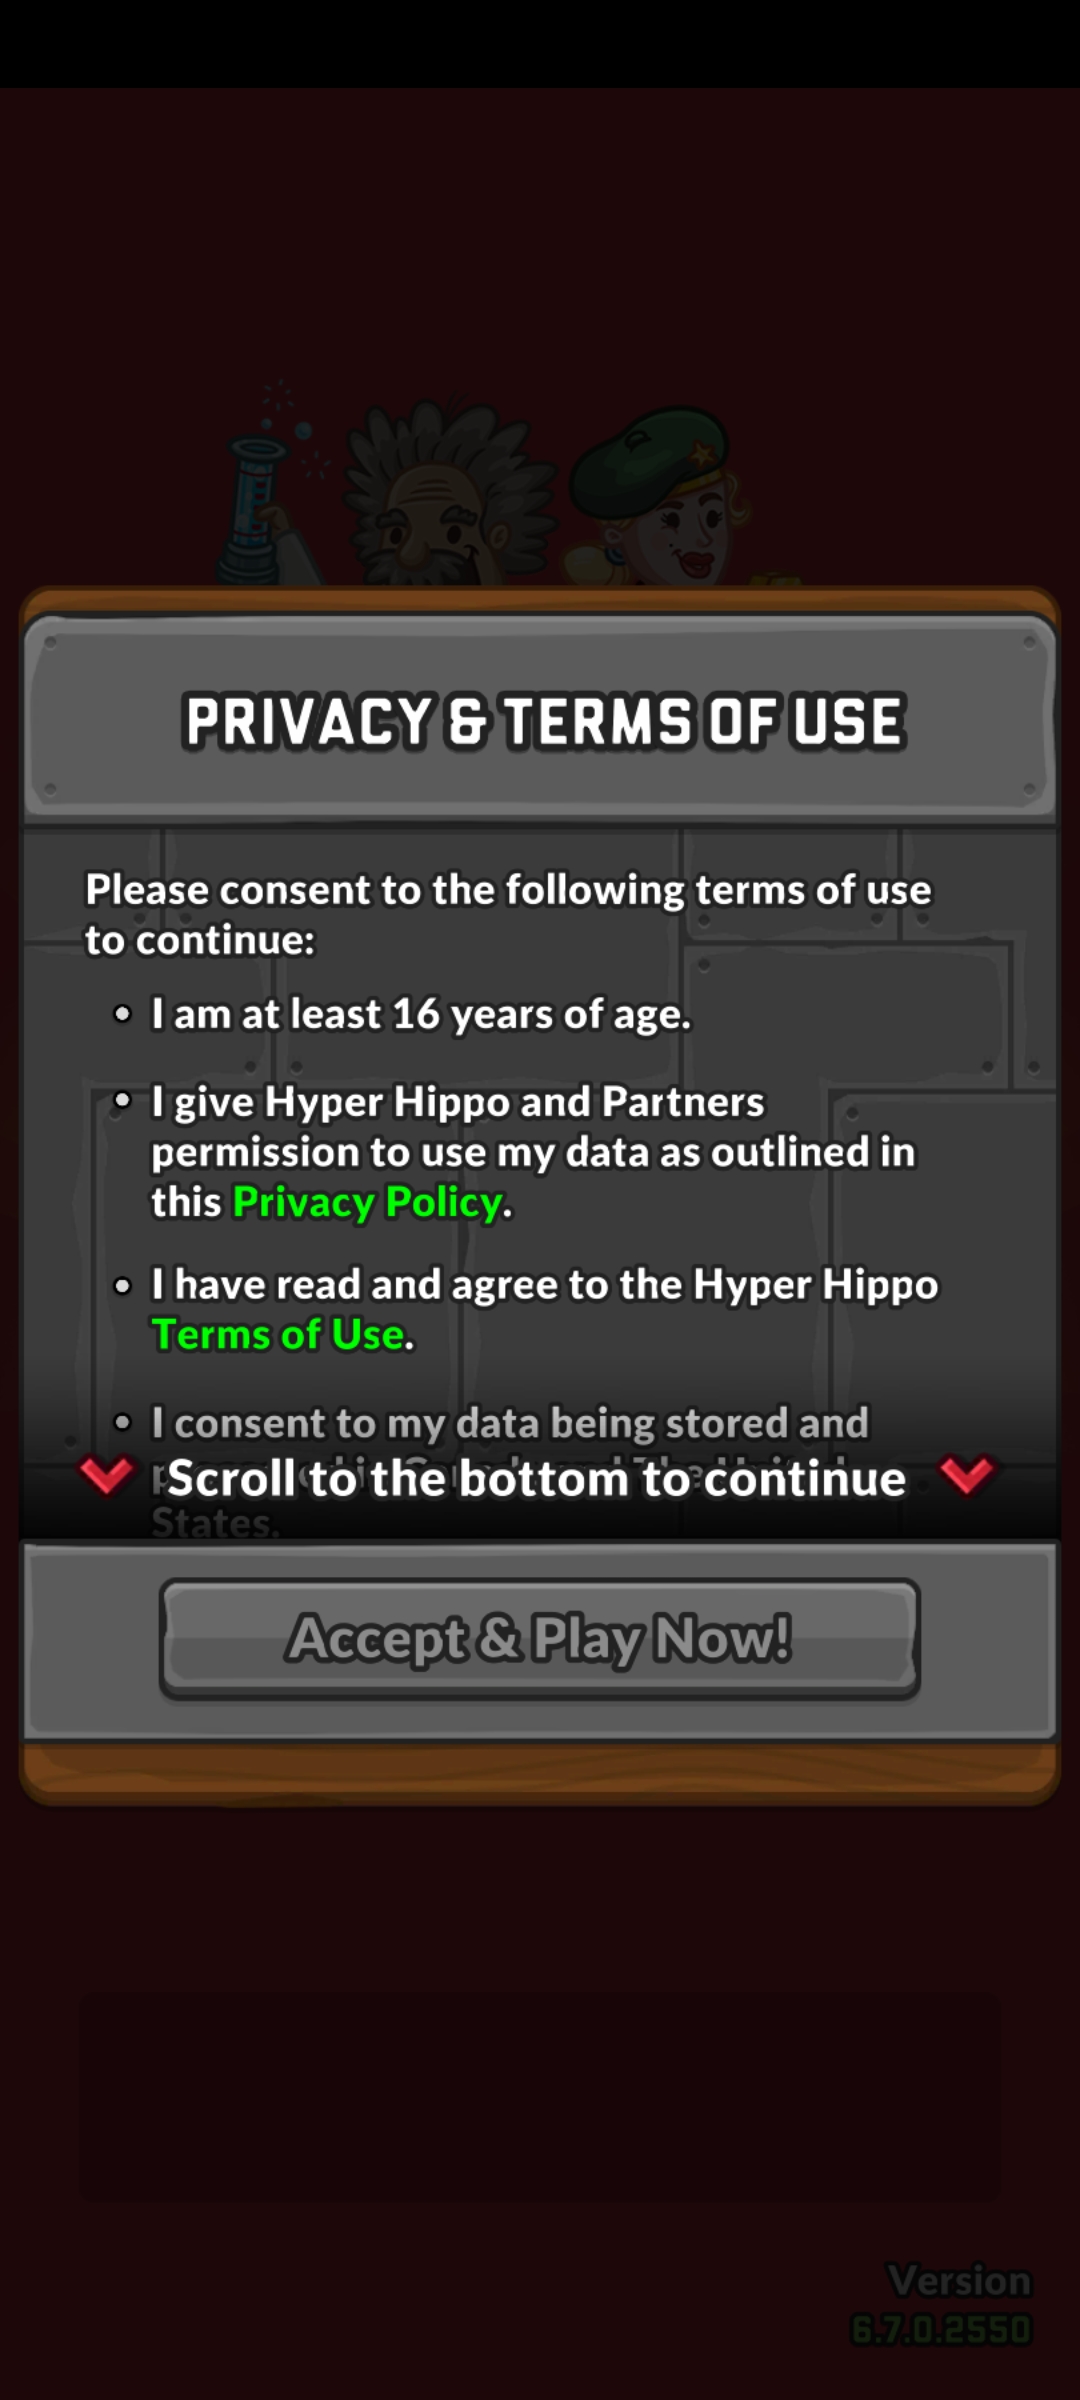 PRIVACY & TERMS OF USE
Please consent to the following terms of use
to continue:
• I am at least 16 years of age.
• I give Hyper Hippo and Partners
permission to use my data as outlined in
this Privacy Policy.
• I have read and agree to the Hyper Hippo
Terms of Use.
• I consent to my data being stored and
Scroll to the bottom to continue
States.
Accept & Play Now!
Version
6.7.0.2550